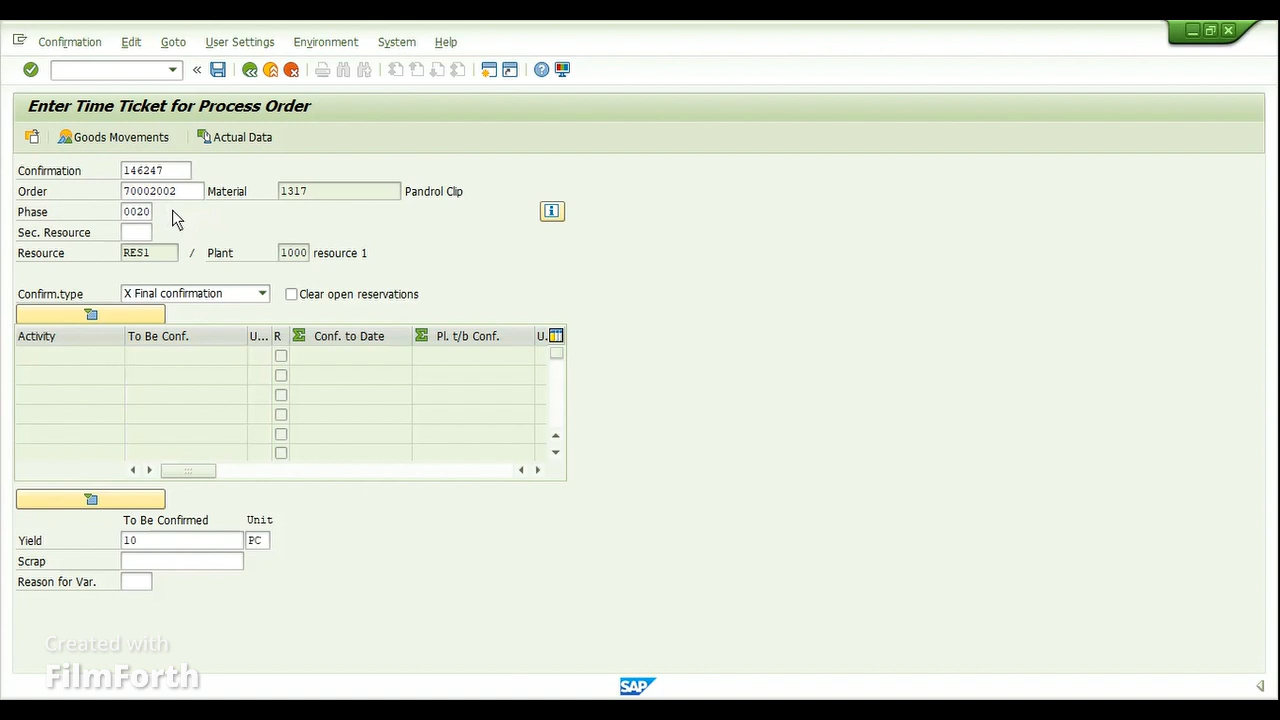 Confirmation Edit Goto User Settings Environment System Help
Enter Time Ticket for Process Order
Goods Movements Actual Data
Confirmation 146247
Order 70002002 Material 1317 Pandrol Clip
Phase 0020
Sec. Resource
Resource RES1 / Plant 1000 resource 1
Confirm.type X Final confirmation Clear open reservations
Activity To Be Conf. U... R Conf. to Date Pl. t/b Conf. U.
To Be Confirmed Unit
Yield 10 PC
Scrap
Reason for Var.
Created with
FilmForth
SAP